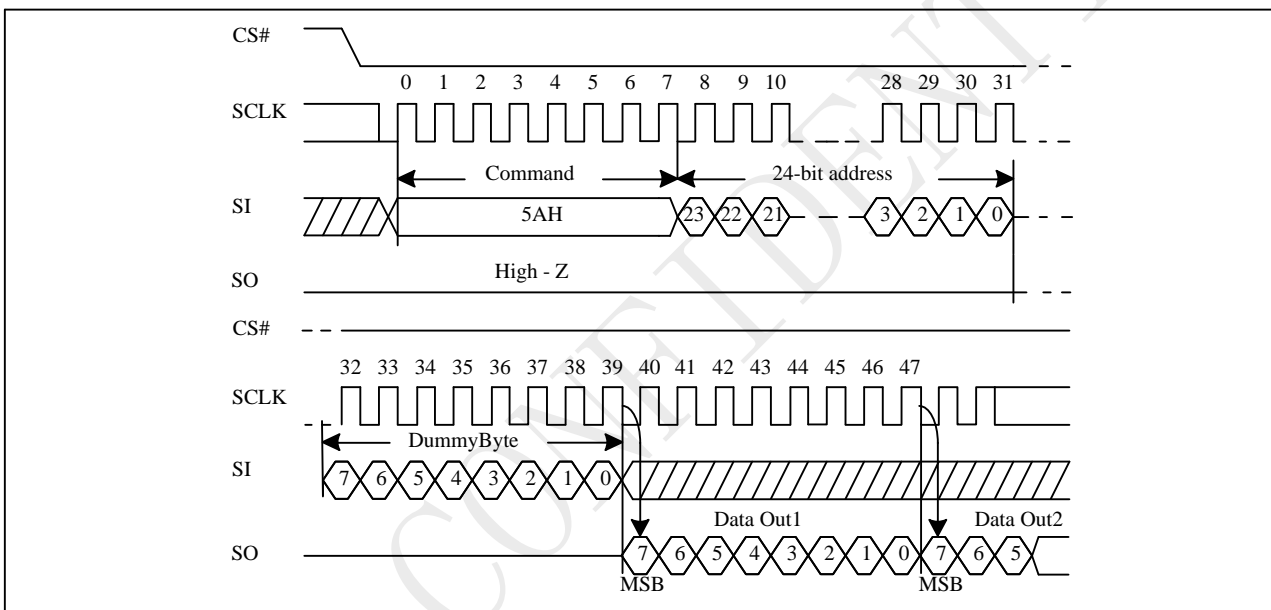 CS#
0 1 2 3 4 5 6 7 8 9 10 28 29 30 31
SCLK
Command 24-bit address
SI 5AH 23 22 21 3 2 1 0
High - Z
SO
CS#
32 33 34 35 36 37 38 39 40 41 42 43 44 45 46 47
SCLK
DummyByte
SI 7 6 5 4 3 2 1 0
Data Out1 Data Out2
SO 7 6 5 4 3 2 1 0 7 6 5
MSB MSB
CONFIDENT